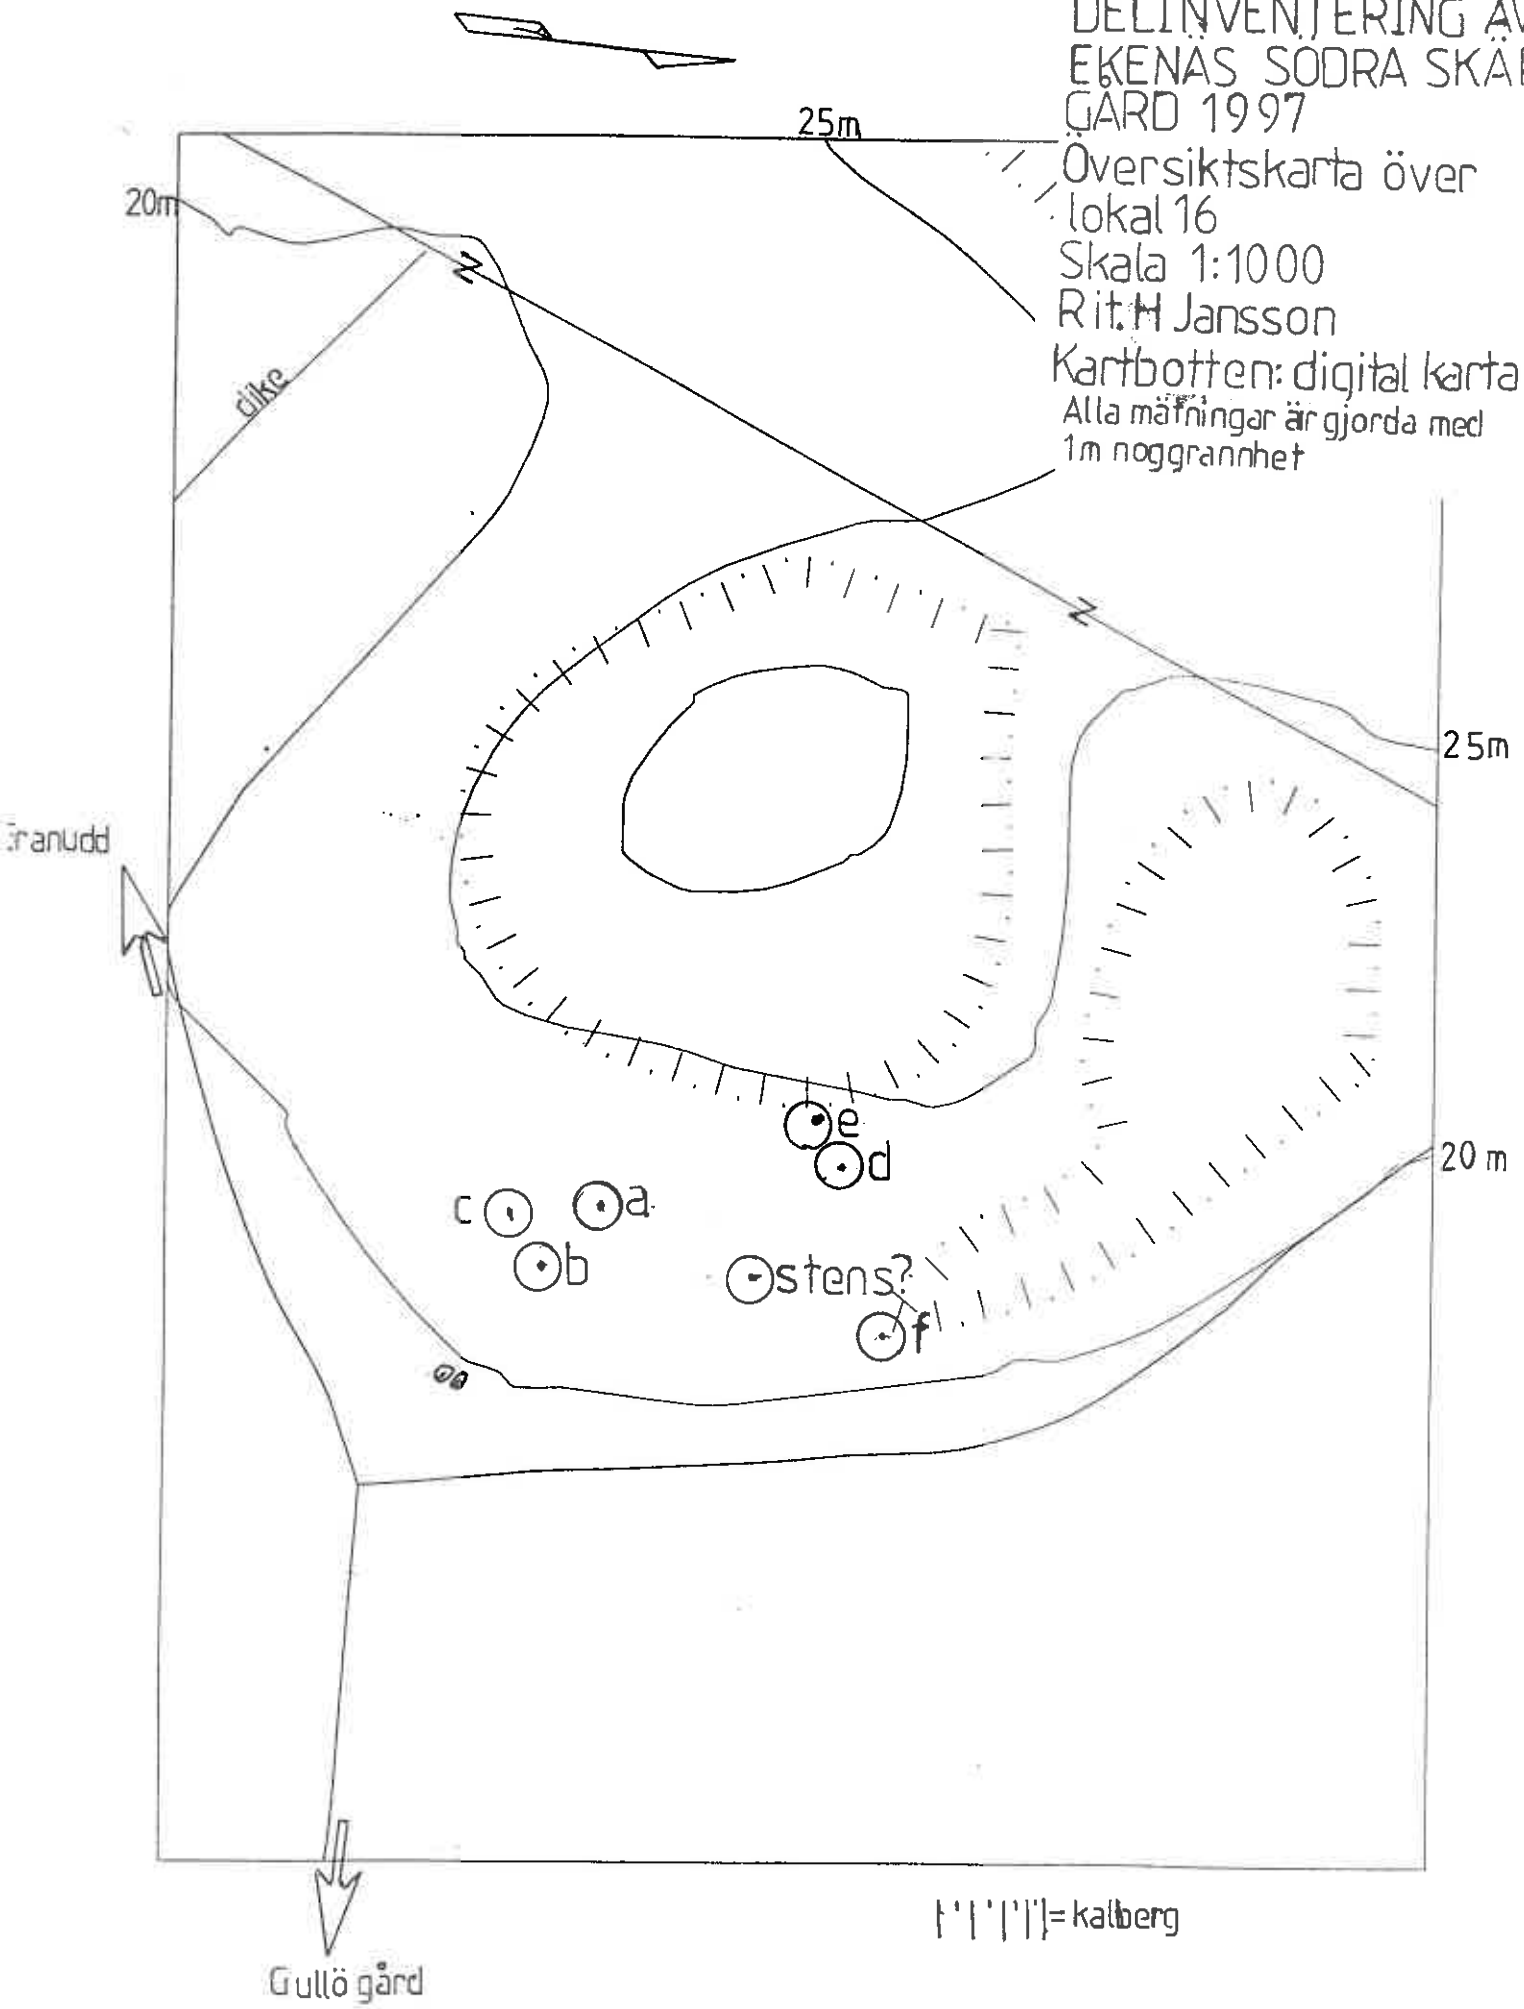 DELINVENTERING AV
EKENÄS SÖDRA SKÄR
GÅRD 1997
Översiktskarta över
lokal 16
Skala 1:1000
Rit. H Jansson
Kartbotten: digital karta
Alla mätningar är gjorda med
1m noggrannhet
25m
20m
Z
dike
Z
25m
ranudd
e
d
20 m
c
a
b
stens?
f
= kalberg
Gullö gård